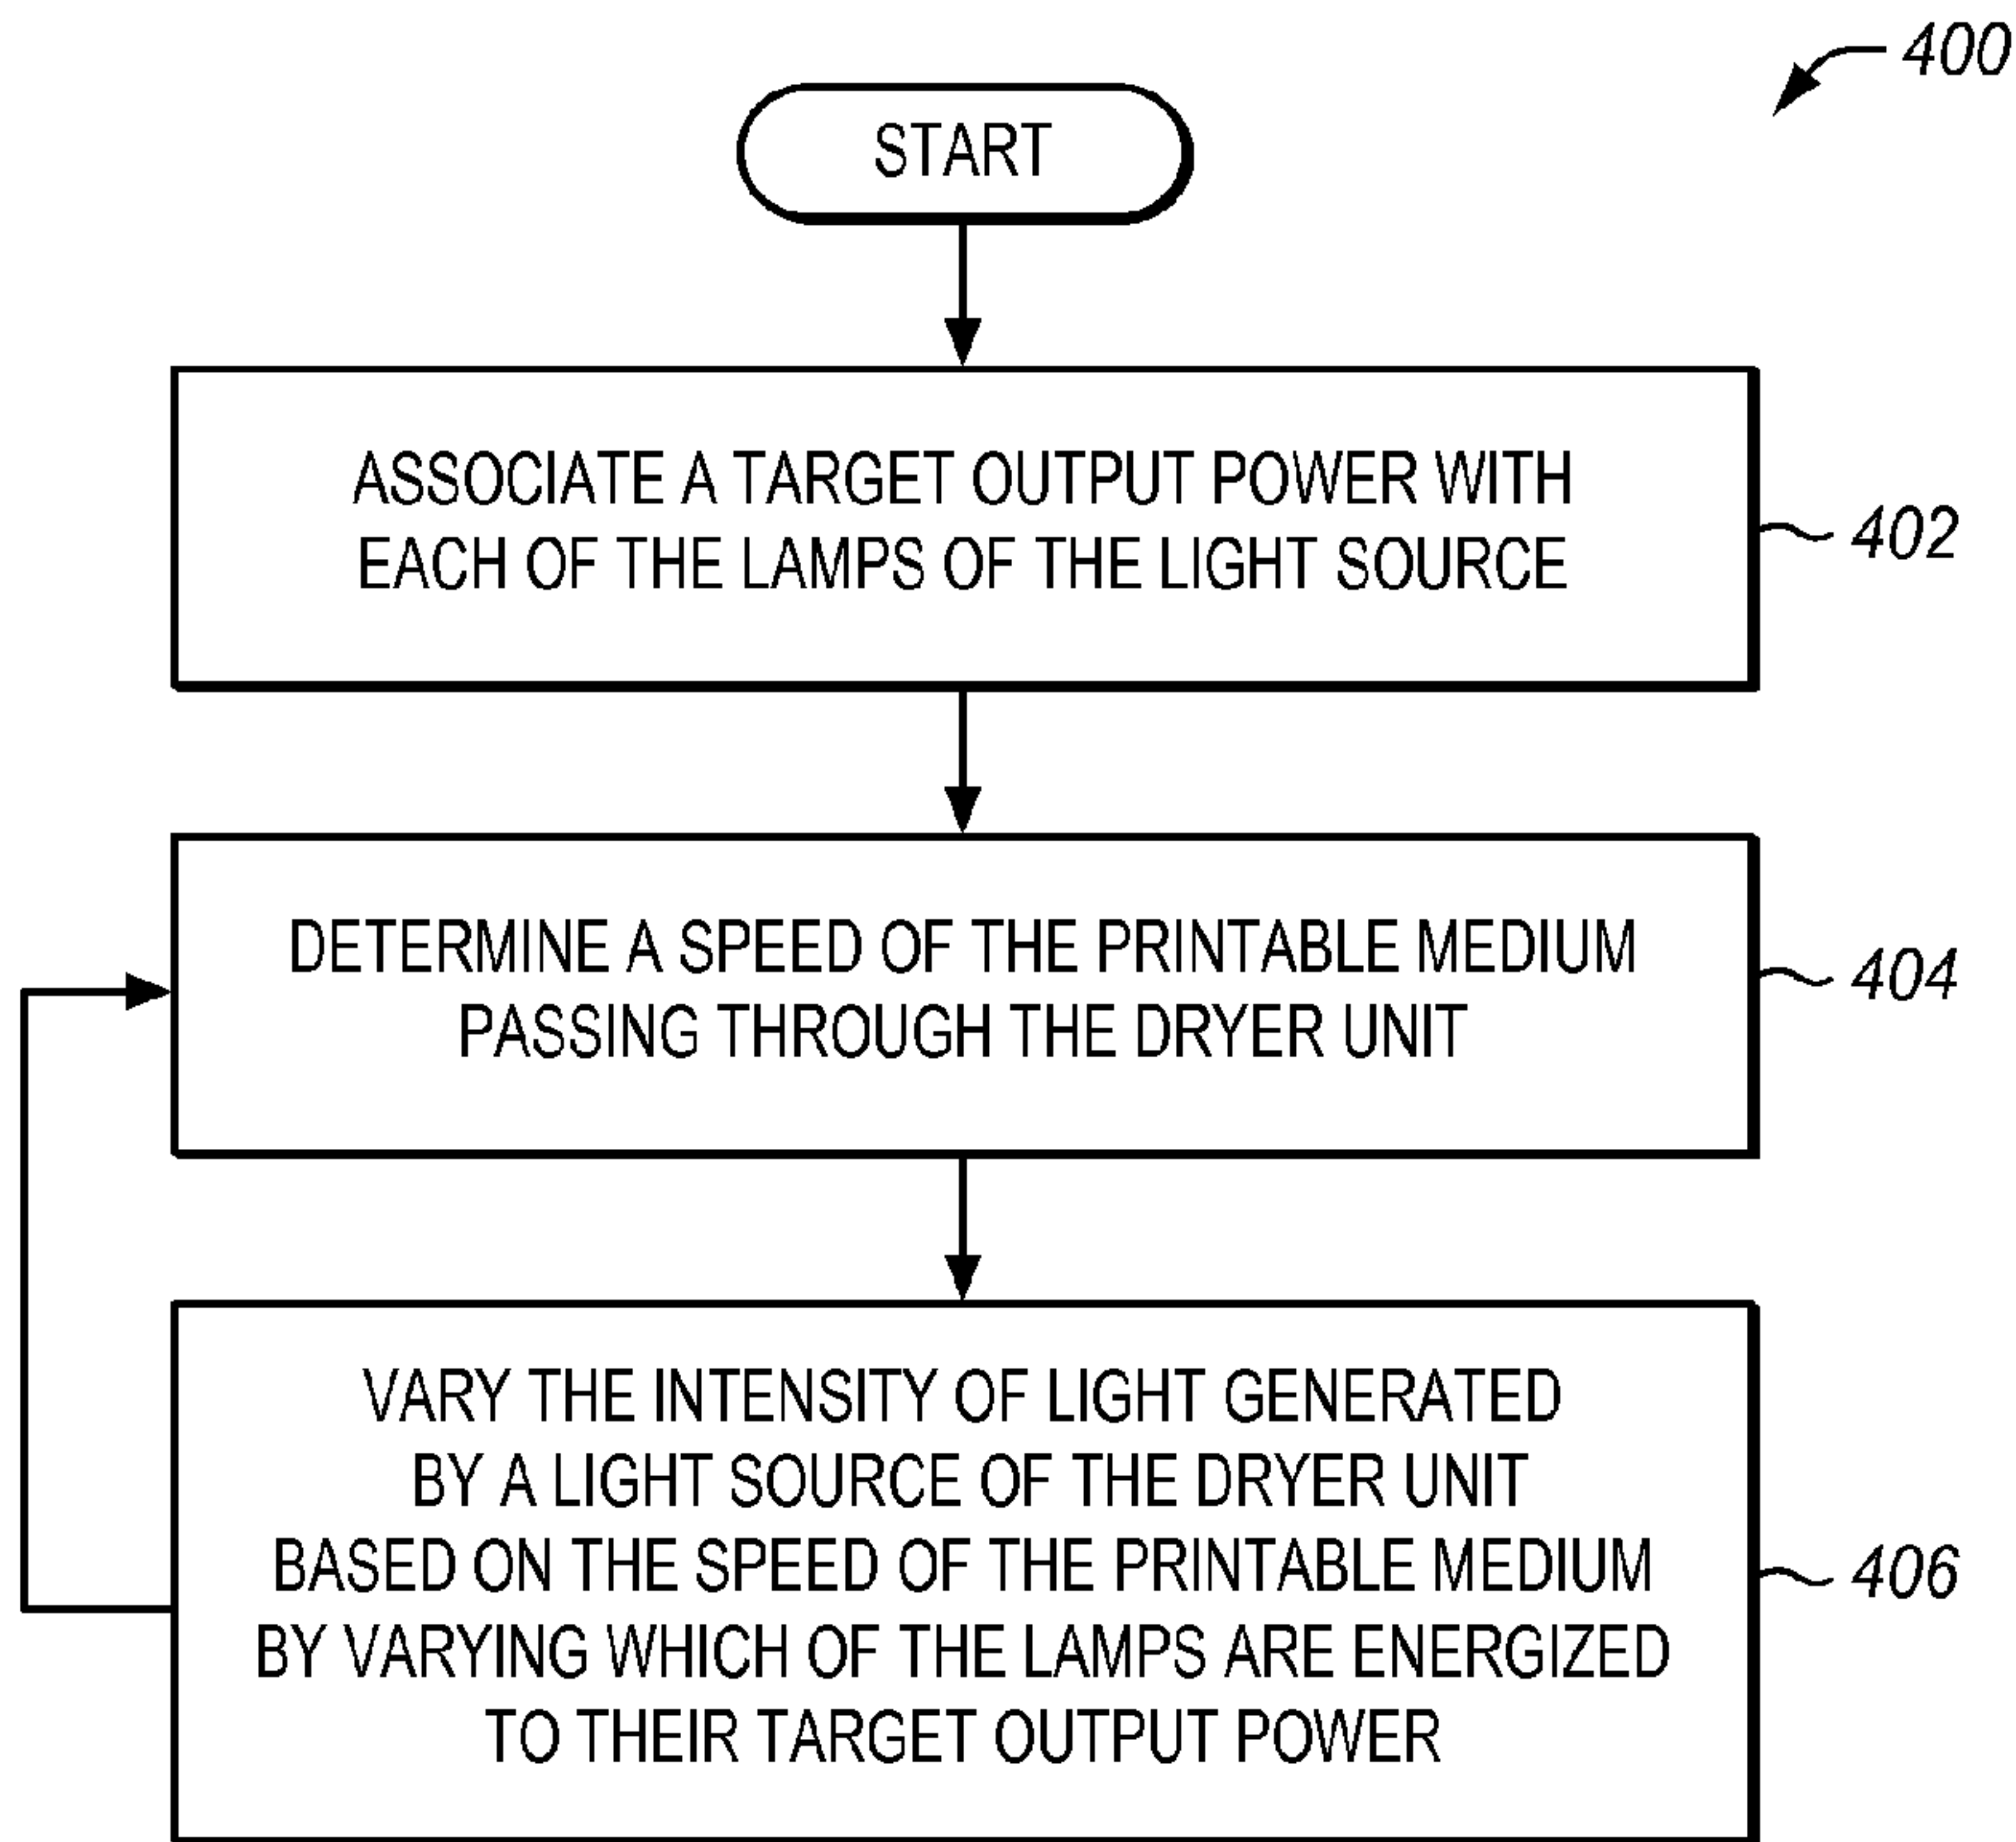 400
START
ASSOCIATE A TARGET OUTPUT POWER WITH
EACH OF THE LAMPS OF THE LIGHT SOURCE
402
DETERMINE A SPEED OF THE PRINTABLE MEDIUM
PASSING THROUGH THE DRYER UNIT
404
VARY THE INTENSITY OF LIGHT GENERATED
BY A LIGHT SOURCE OF THE DRYER UNIT
BASED ON THE SPEED OF THE PRINTABLE MEDIUM
BY VARYING WHICH OF THE LAMPS ARE ENERGIZED
TO THEIR TARGET OUTPUT POWER
406